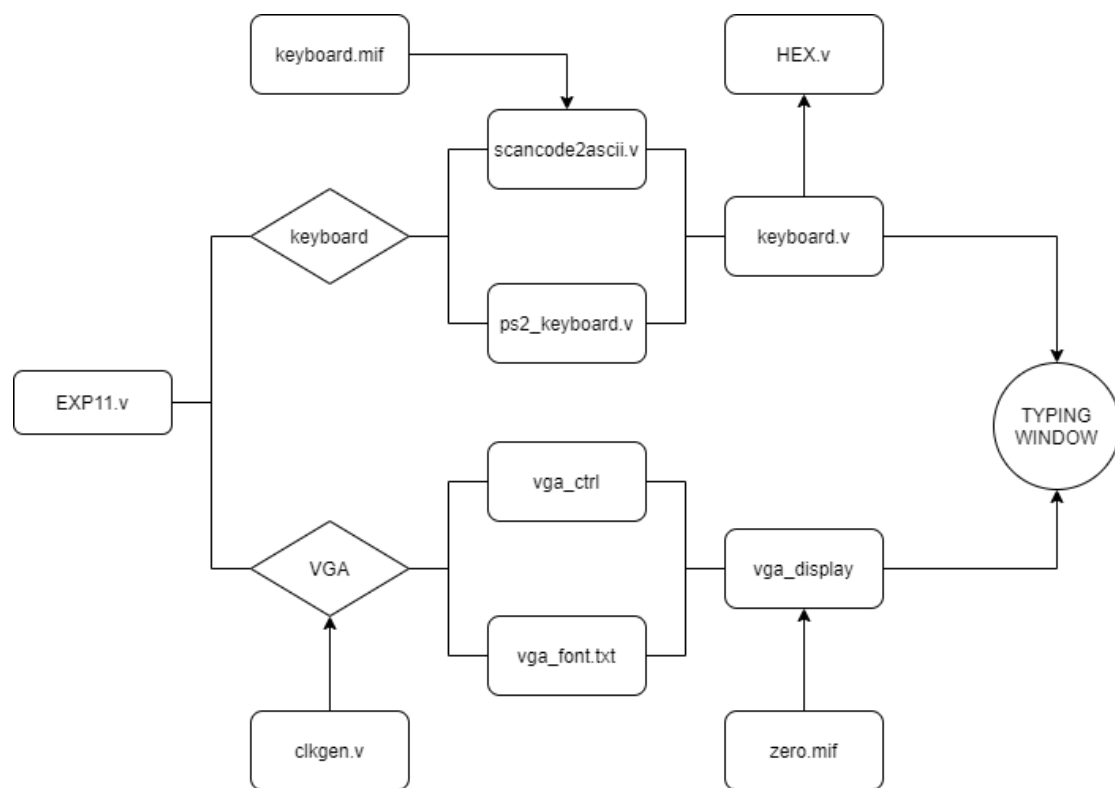 keyboard.mif
HEX.v
scancode2ascii.v
keyboard
keyboard.v
ps2_keyboard.v
EXP11.v
TYPING
WINDOW
vga_ctrl
VGA
vga_display
vga_font.txt
clkgen.v
zero.mif